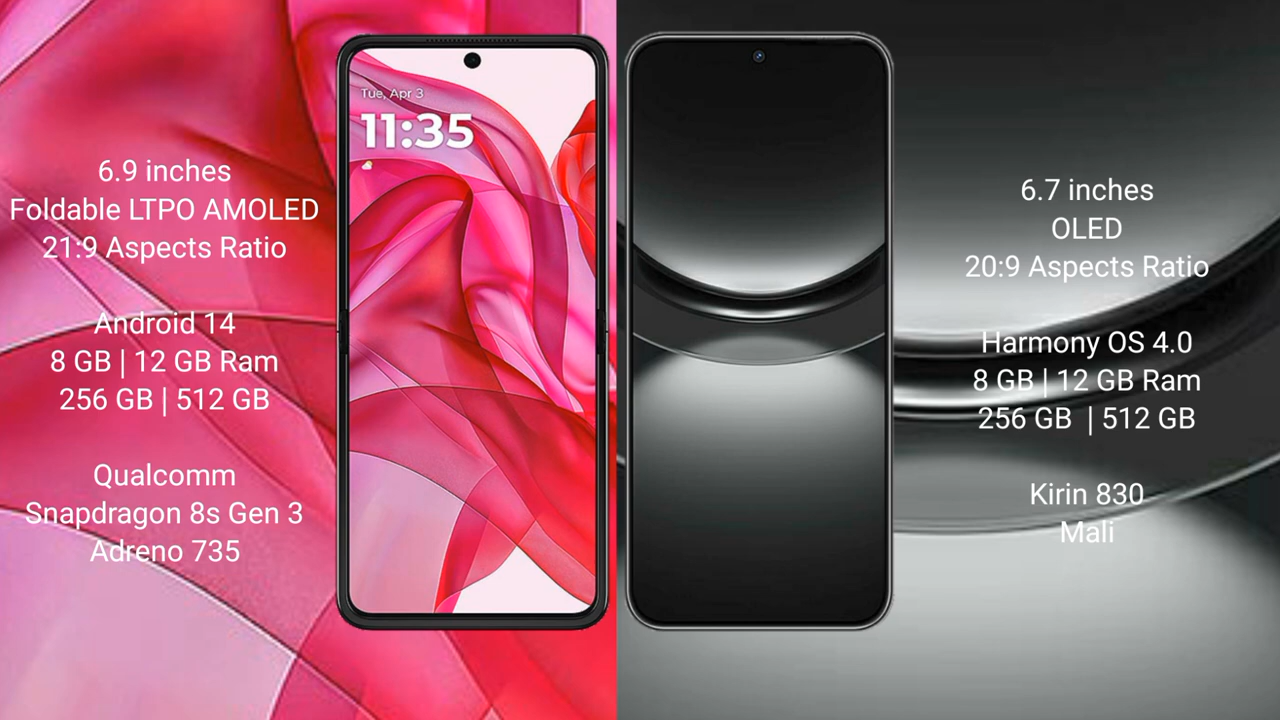 6.9 inches
Foldable LTPO AMOLED
21:9 Aspects Ratio
Android 14
8 GB | 12 GB Ram
256 GB | 512 GB
Qualcomm
Snapdragon 8s Gen 3
Adreno 735
Tue, Apr 3
11:35
6.7 inches
OLED
20:9 Aspects Ratio
Harmony OS 4.0
8 GB | 12 GB Ram
256 GB | 512 GB
Kirin 830
Mali